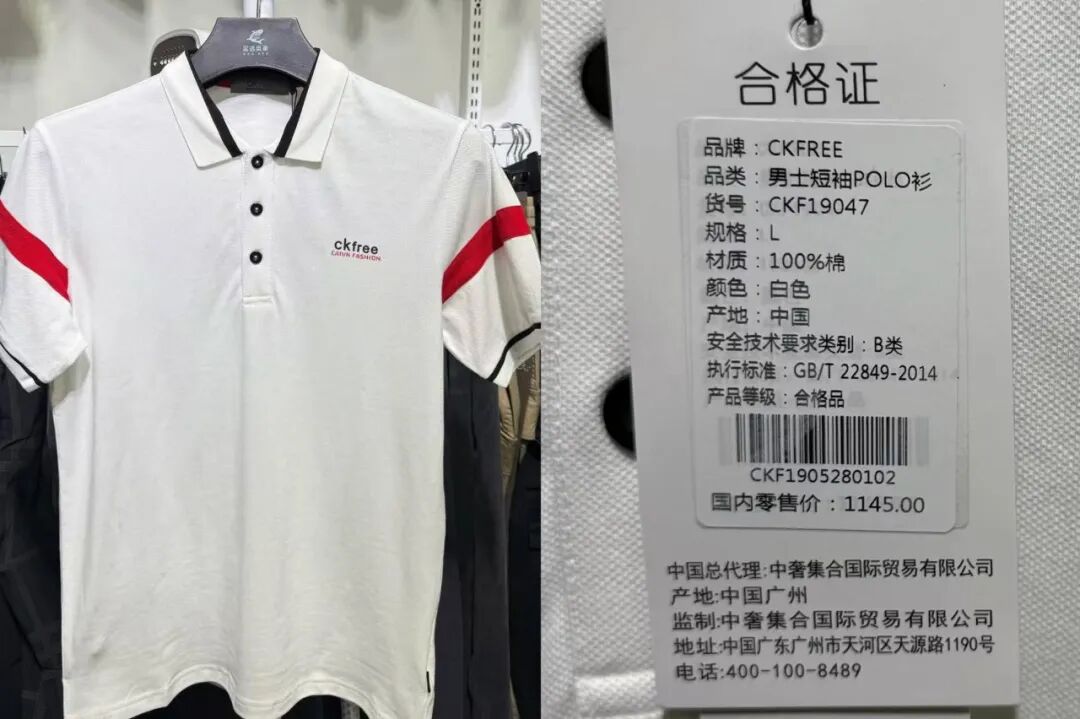 ckfree
CAIVN FASHION
合格证
品牌：CKFREE
品类：男士短袖POLO衫
货号：CKF19047
规格：L
材质：100%棉
颜色：白色
产地：中国
安全技术要求类别：B类
执行标准：GB/T 22849-2014
产品等级：合格品
CKF1905280102
国内零售价：1145.00
中国总代理:中奢集合国际贸易有限公司
产地:中国广州
监制:中奢集合国际贸易有限公司
地址:中国广东广州市天河区天源路1190号
电话:400-100-8489